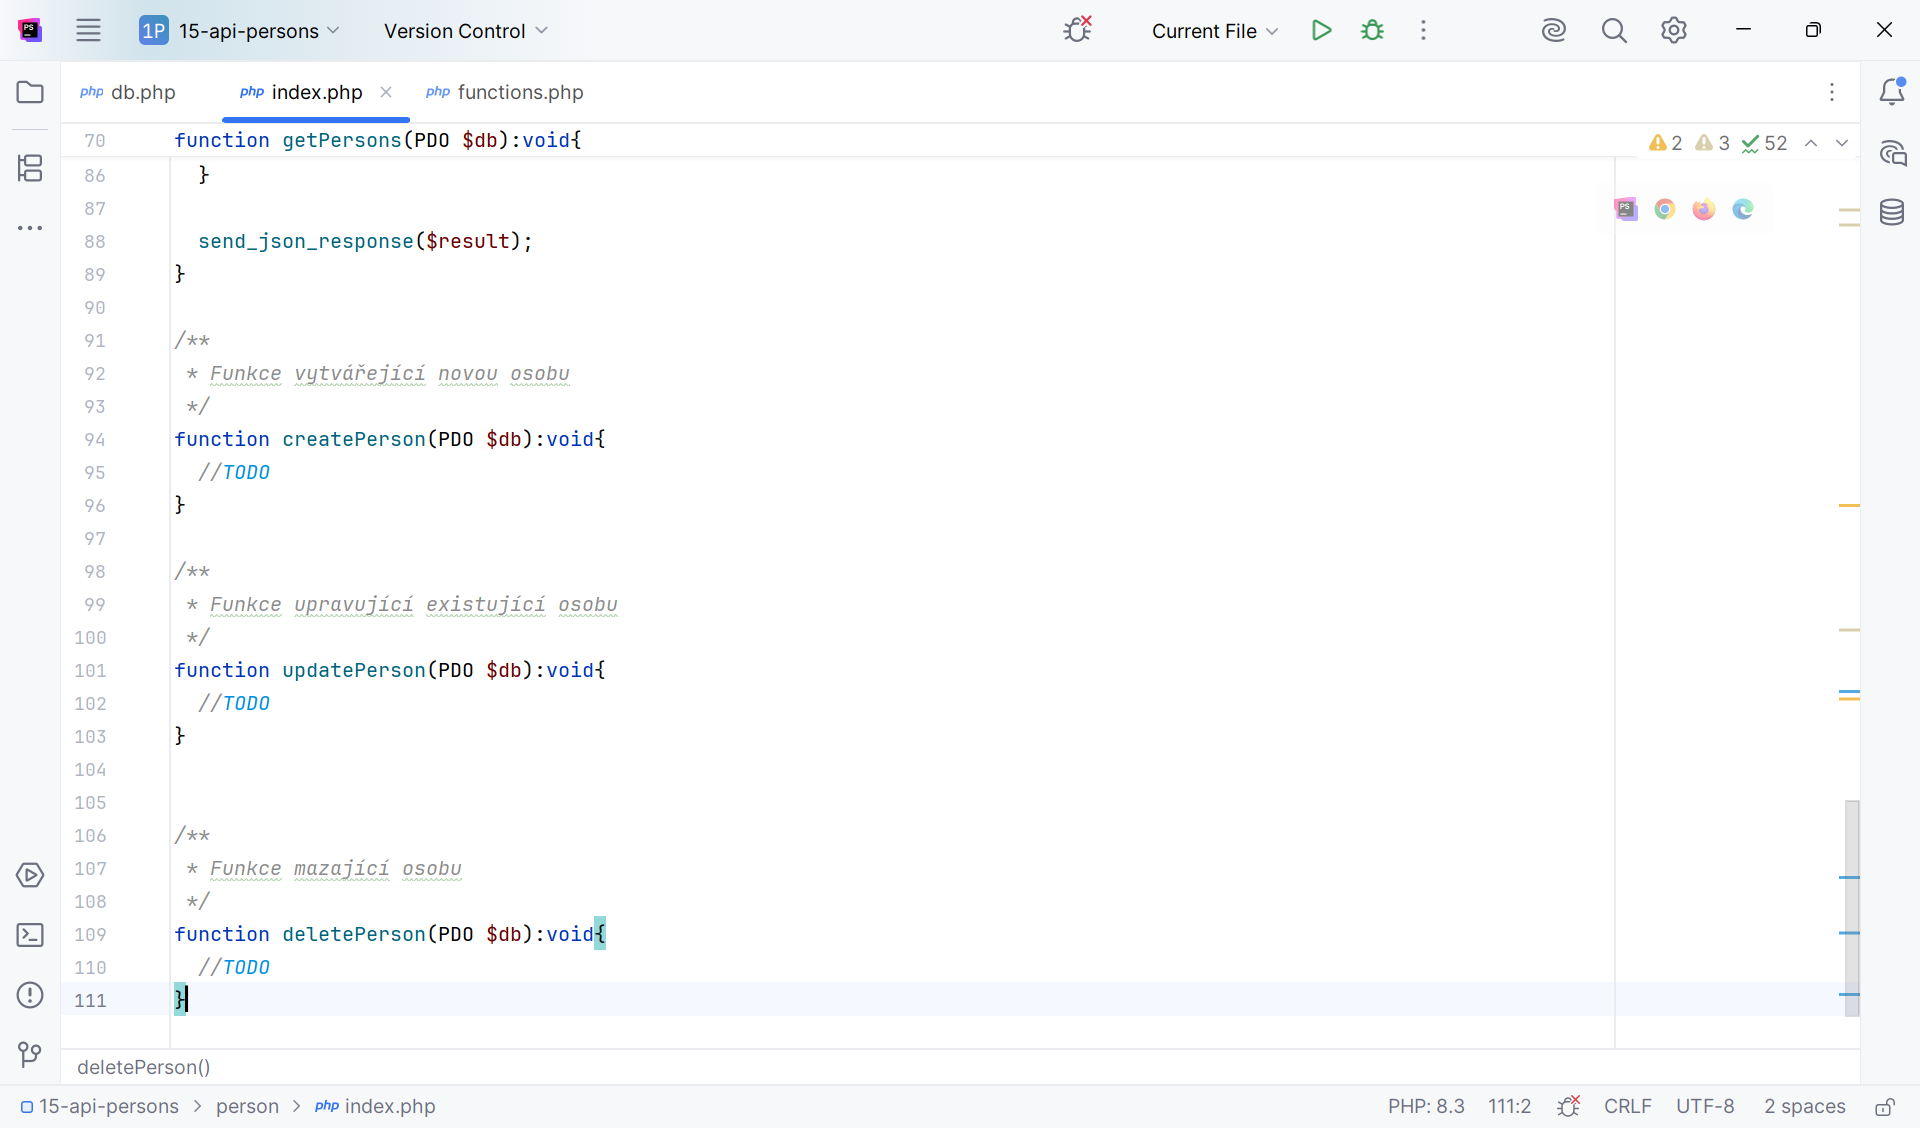 1P 15-api-persons Version Control Current File
php db.php php index.php php functions.php
70 function getPersons(PDO $db):void{ 2 3 52
86 }
87
88 send_json_response($result);
89 }
90
91 /**
92 * Funkce vytvářející novou osobu
93 */
94 function createPerson(PDO $db):void{
95 //TODO
96 }
97
98 /**
99 * Funkce upravující existující osobu
100 */
101 function updatePerson(PDO $db):void{
102 //TODO
103 }
104
105
106 /**
107 * Funkce mazající osobu
108 */
109 function deletePerson(PDO $db):void{
110 //TODO
111 }
deletePerson()
15-api-persons > person > php index.php PHP: 8.3 111:2 CRLF UTF-8 2 spaces